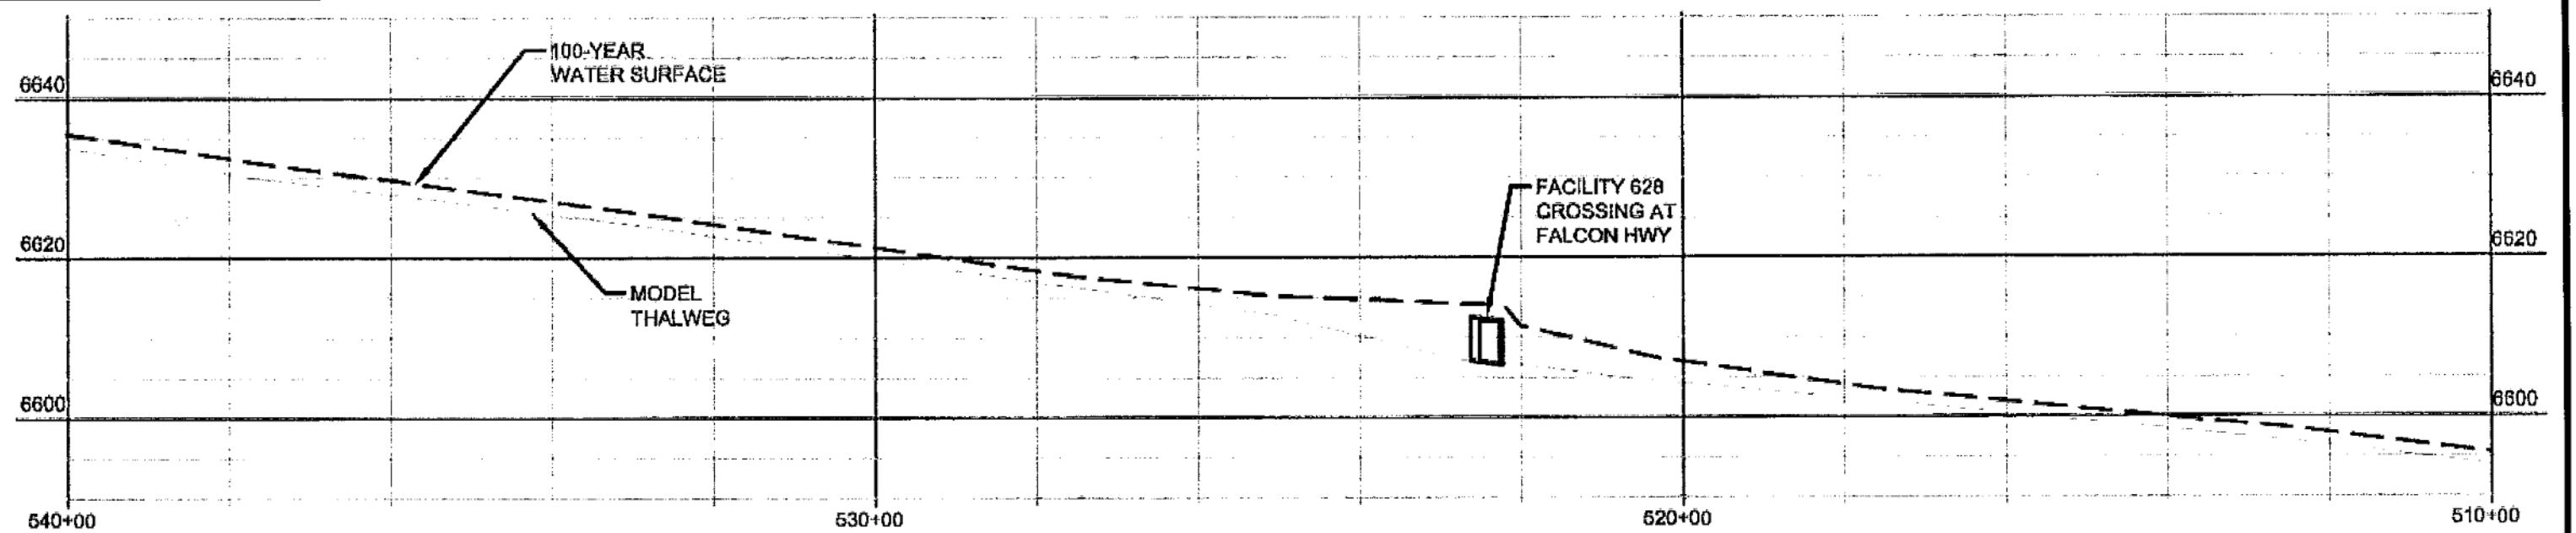 100-YEAR
WATER SURFACE
6640
6640
FACILITY 628
CROSSING AT
FALCON HWY
6620
6620
MODEL
THALWEG
6600
6600
540+00
530+00
520+00
510+00